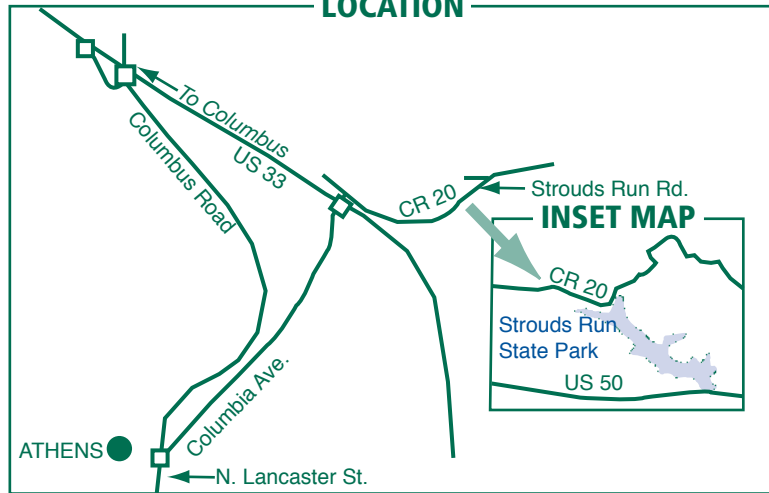 LOCATION
To Columbus
US 33
Columbus Road
CR 20
Strouds Run Rd.
INSET MAP
CR 20
Strouds Run
State Park
US 50
Columbia Ave.
ATHENS
N. Lancaster St.